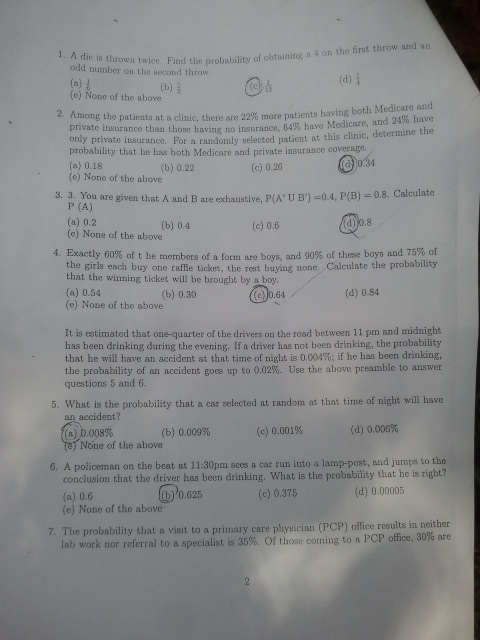 1. A die is thrown twice. Find the probability of obtaining a 4 on the first throw and an
odd number on the second throw.
(a) 1/6 (b) 1/2 (c) 1/12 (d) 1/4
(e) None of the above
2. Among the patients at a clinic, there are 22% more patients having both Medicare and
private insurance than those having no insurance, 64% have Medicare, and 24% have
only private insurance. For a randomly selected patient at this clinic, determine the
probability that he has both Medicare and private insurance coverage.
(a) 0.18 (b) 0.22 (c) 0.26 (d) 0.34
(e) None of the above
3. 3. You are given that A and B are exhaustive, P(A' U B') =0.4, P(B) = 0.8. Calculate
P (A)
(a) 0.2 (b) 0.4 (c) 0.6 (d) 0.8
(e) None of the above
4. Exactly 60% of t he members of a form are boys, and 90% of these boys and 75% of
the girls each buy one raffle ticket, the rest buying none. Calculate the probability
that the winning ticket will be brought by a boy.
(a) 0.54 (b) 0.30 (c) 0.64 (d) 0.84
(e) None of the above
It is estimated that one-quarter of the drivers on the road between 11 pm and midnight
has been drinking during the evening. If a driver has not been drinking, the probability
that he will have an accident at that time of night is 0.004%; if he has been drinking,
the probability of an accident goes up to 0.02%. Use the above preamble to answer
questions 5 and 6.
5. What is the probability that a car selected at random at that time of night will have
an accident?
(a) 0.008% (b) 0.009% (c) 0.001% (d) 0.006%
(e) None of the above
6. A policeman on the beat at 11:30pm sees a car run into a lamp-post, and jumps to the
conclusion that the driver has been drinking. What is the probability that he is right?
(a) 0.6 (b) 0.625 (c) 0.375 (d) 0.00005
(e) None of the above
7. The probability that a visit to a primary care physician (PCP) office results in neither
lab work nor referral to a specialist is 35%. Of those coming to a PCP office, 30% are
2